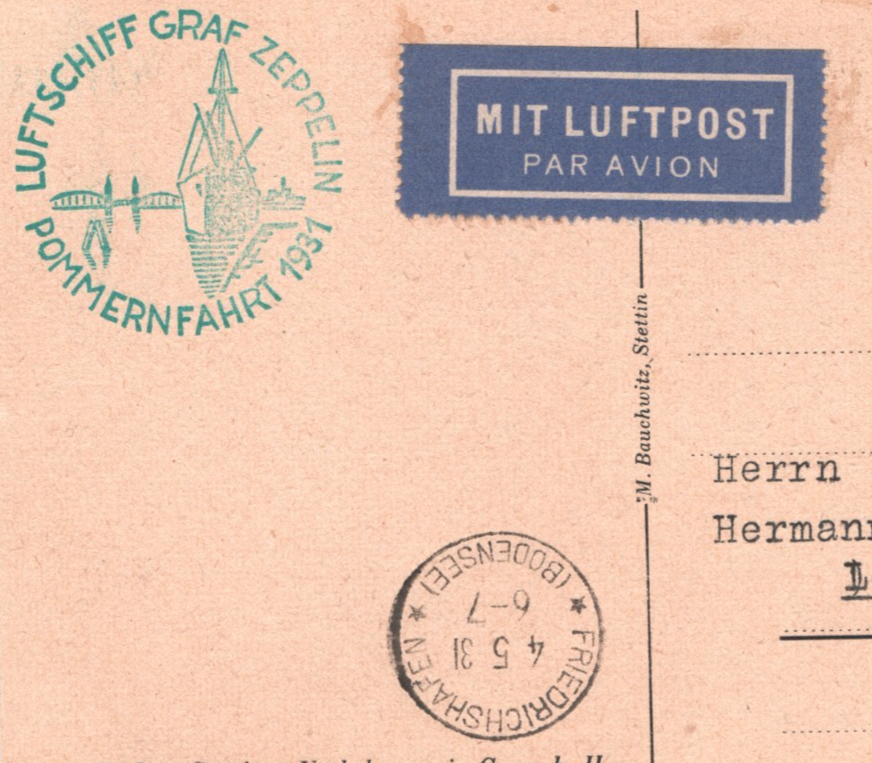 LUFTSCHIFF GRAF ZEPPELIN
POMMERNFAHRT 1931
MIT LUFTPOST
PAR AVION
M. Bauchwitz, Stettin
Herrn
Hermann
FRIEDRICHSHAFEN
4 5 31
6-7
(BODENSEE)